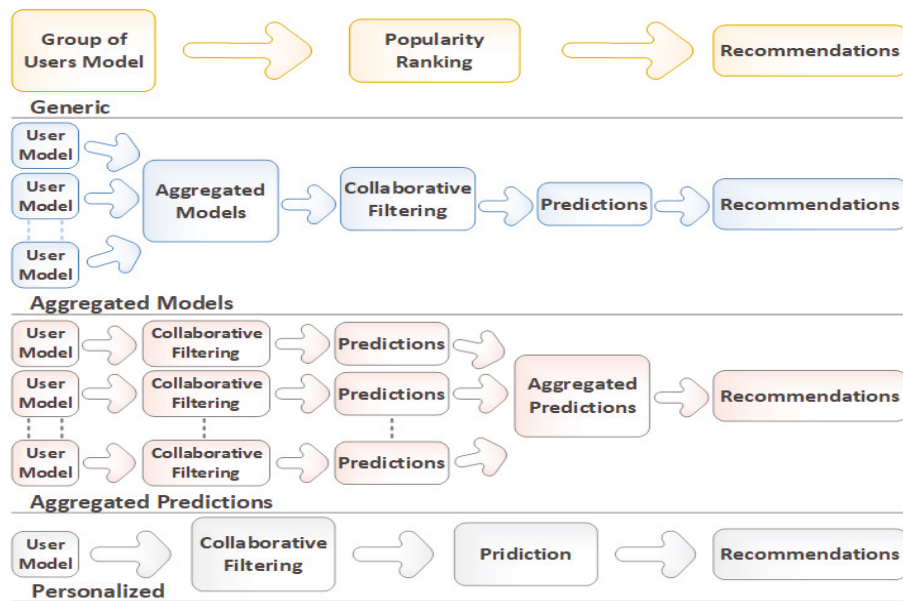 Group of
Users Model
Popularity
Ranking
Recommendations
Generic
User
Model
User
Model
User
Model
Aggregated
Models
Collaborative
Filtering
Predictions
Recommendations
Aggregated Models
User
Model
Collaborative
Filtering
Predictions
User
Model
Collaborative
Filtering
Predictions
User
Model
Collaborative
Filtering
Predictions
Aggregated
Predictions
Recommendations
Aggregated Predictions
User
Model
Collaborative
Filtering
Pridiction
Recommendations
Personalized